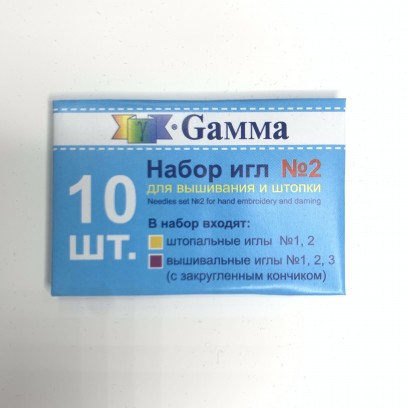 Gamma
Набор игл №2
для вышивания и штопки
Needles set №2 for hand embroidery and darning
10
шт.
В набор входят:
штопальные иглы №1, 2
вышивальные иглы №1, 2, 3
(с закругленным кончиком)